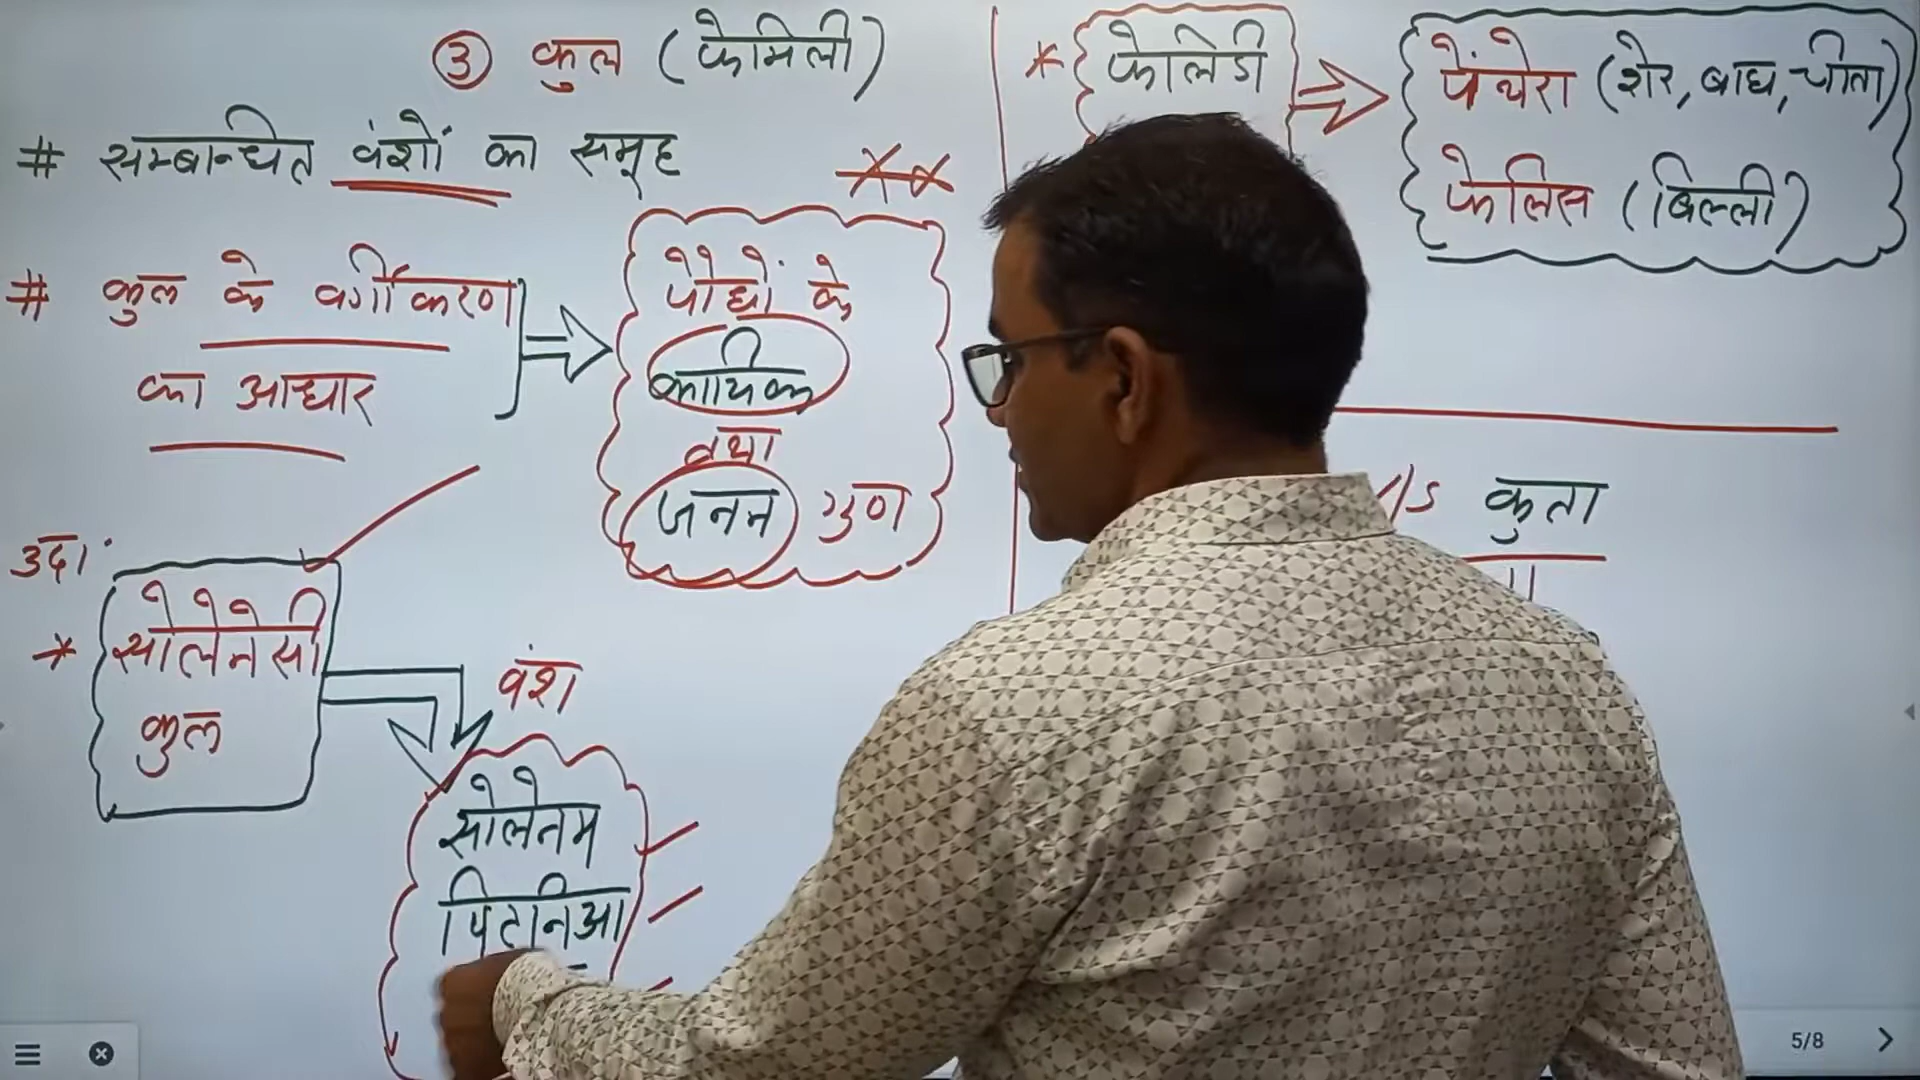 ③ कुल (फेमिली)
# सम्बन्धित वंशों का समूह
# कुल के वर्गीकरण
का आधार
पौधों के
कायिक
तथा
जनन गुण
उदा.
* सोलेनेसी
कुल
वंश
सोलेनम
पिटुनिआ
* फेलिडी
पेंथेरा (शेर, बाघ, चीता)
फेलिस (बिल्ली)
v/s कुत्ता
5/8